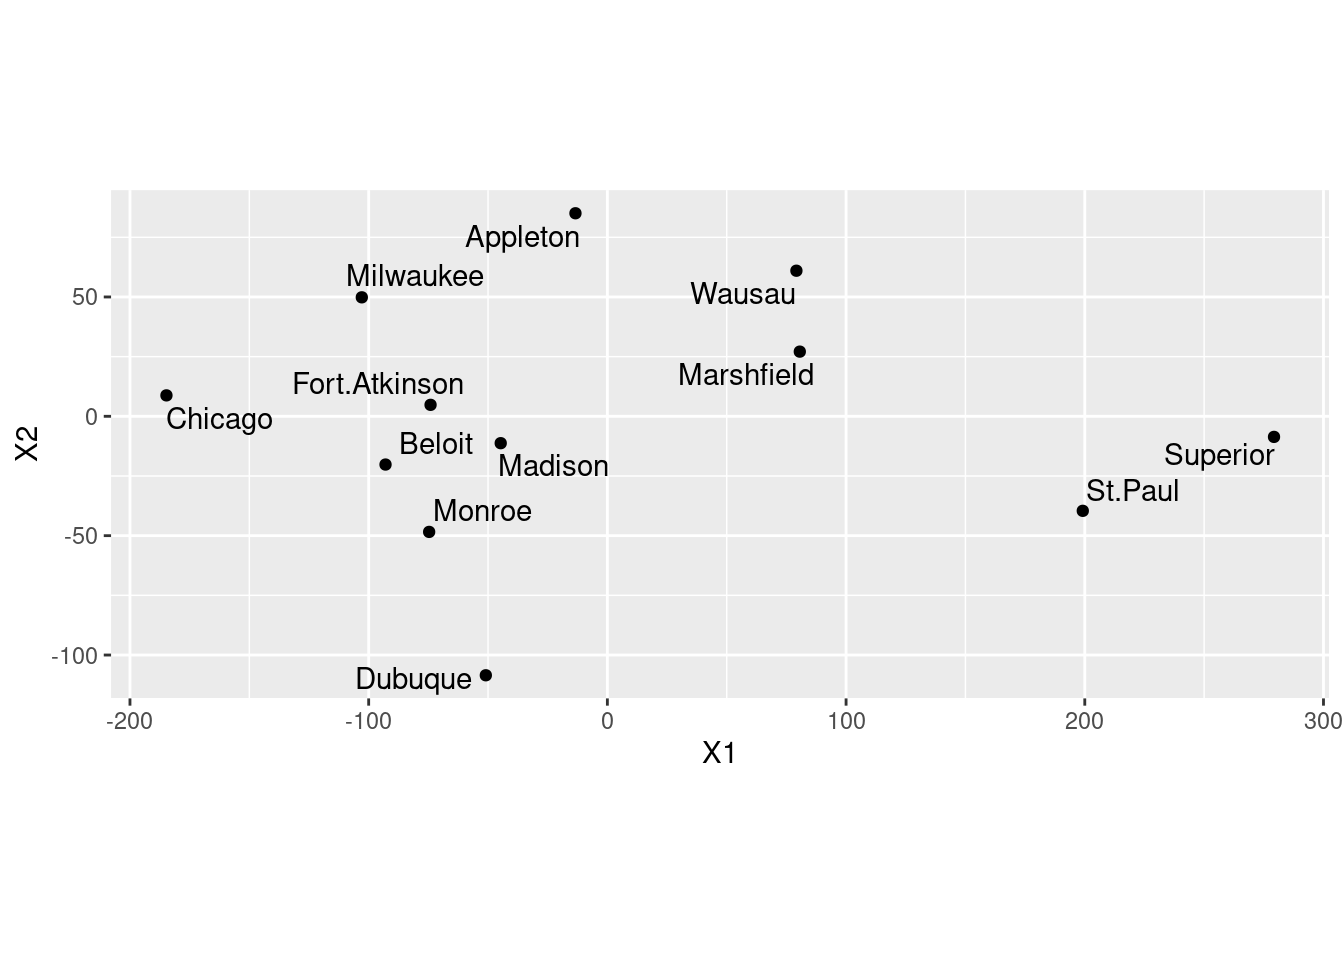 Appleton
Milwaukee
Wausau
50
Marshfield
Fort.Atkinson
Chicago
0
Beloit
Madison
Superior
X2
St.Paul
Monroe
-50
-100
Dubuque
-200 -100 0 100 200 300
X1